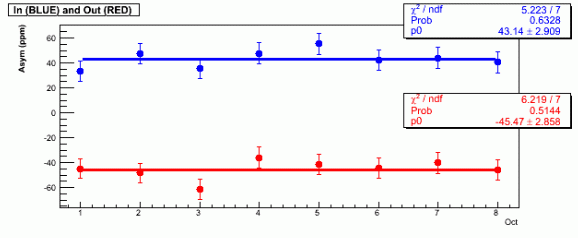 In (BLUE) and Out (RED)
χ² / ndf 5.223 / 7
Prob 0.6328
p0 43.14 ± 2.909
Asym (ppm)
60
40
20
0
-20
-40
-60
χ² / ndf 6.219 / 7
Prob 0.5144
p0 -45.47 ± 2.858
1 2 3 4 5 6 7 8
Oct